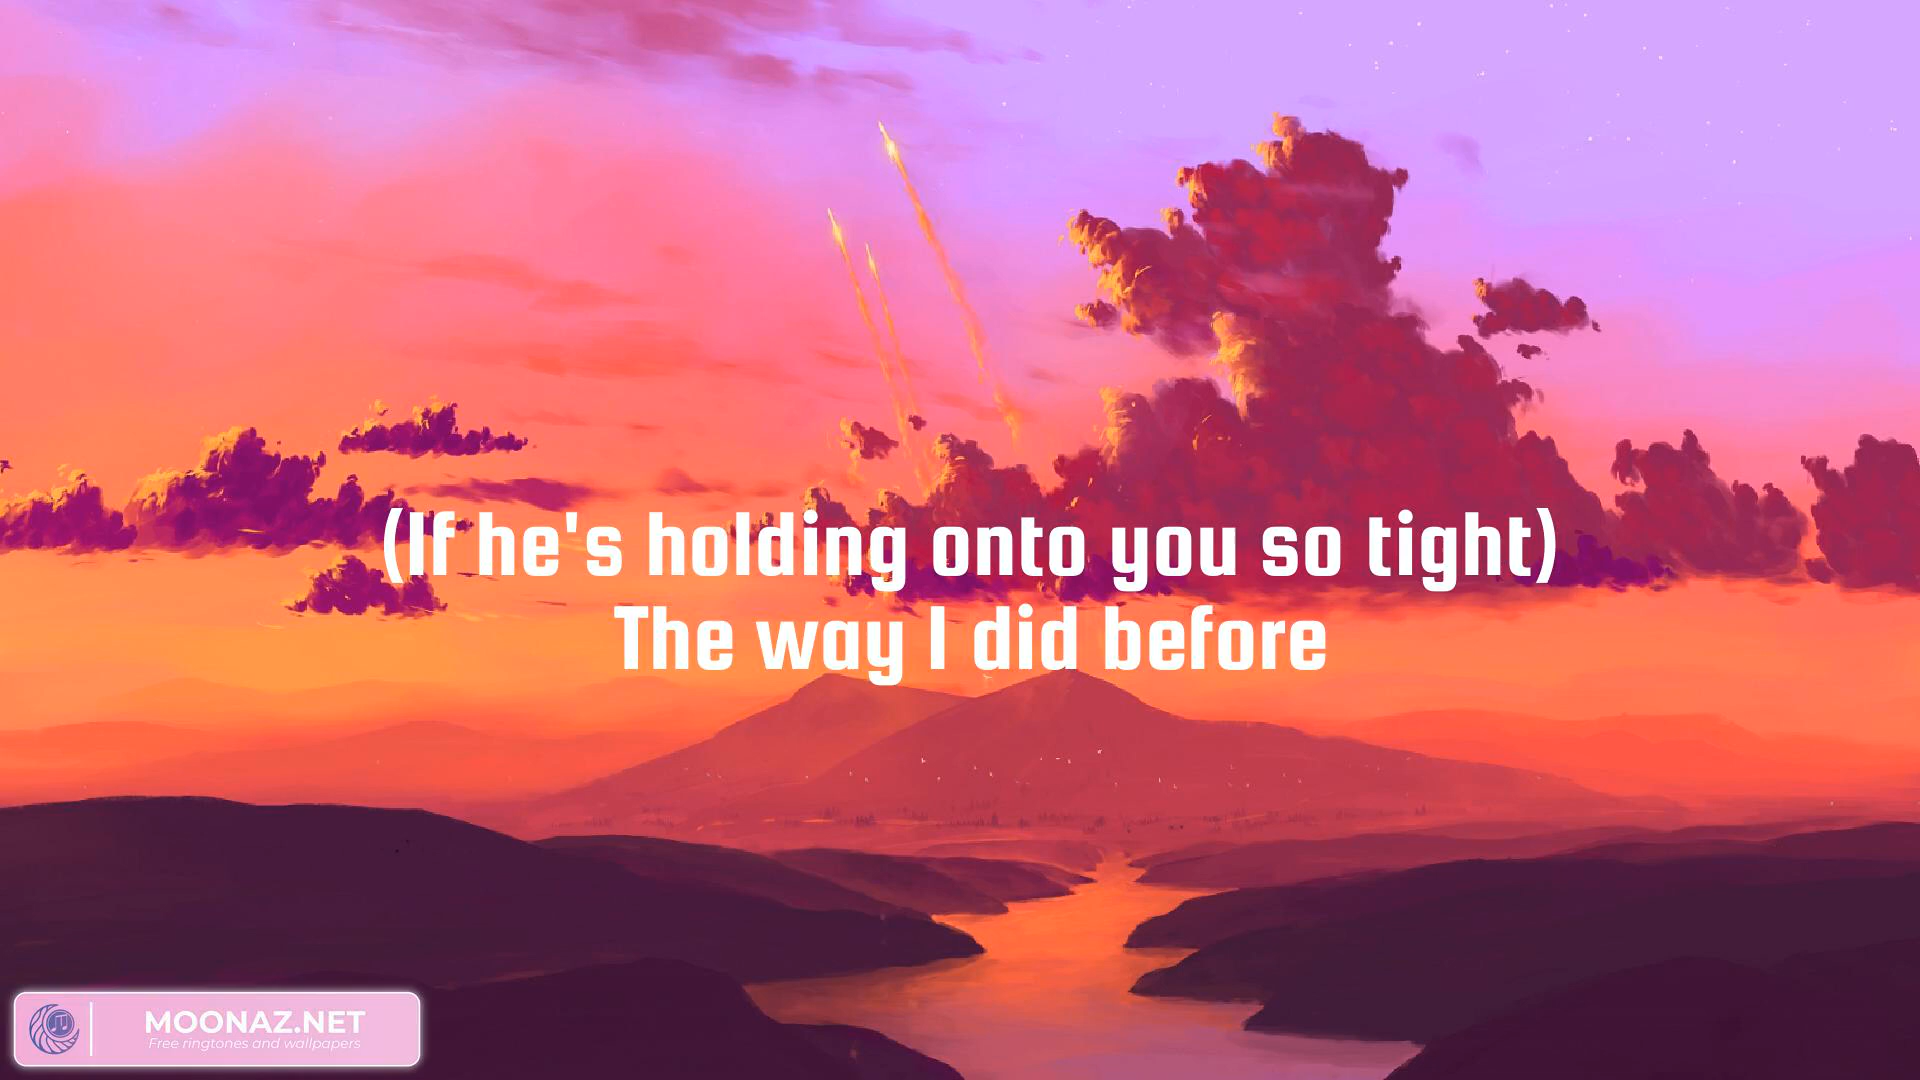 (If he's holding onto you so tight)
The way I did before
MOONAZ.NET
Free ringtones and wallpapers